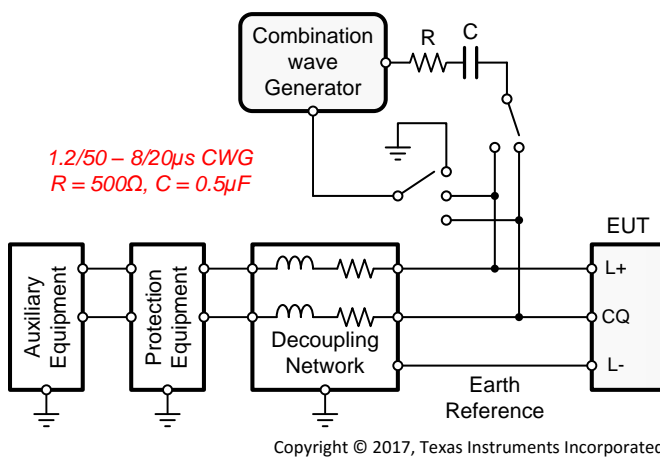 Combination
wave
Generator
R
C
1.2/50 – 8/20µs CWG
R = 500Ω, C = 0.5µF
EUT
Auxiliary
Equipment
Protection
Equipment
Decoupling
Network
L+
CQ
L-
Earth
Reference
Copyright © 2017, Texas Instruments Incorporated